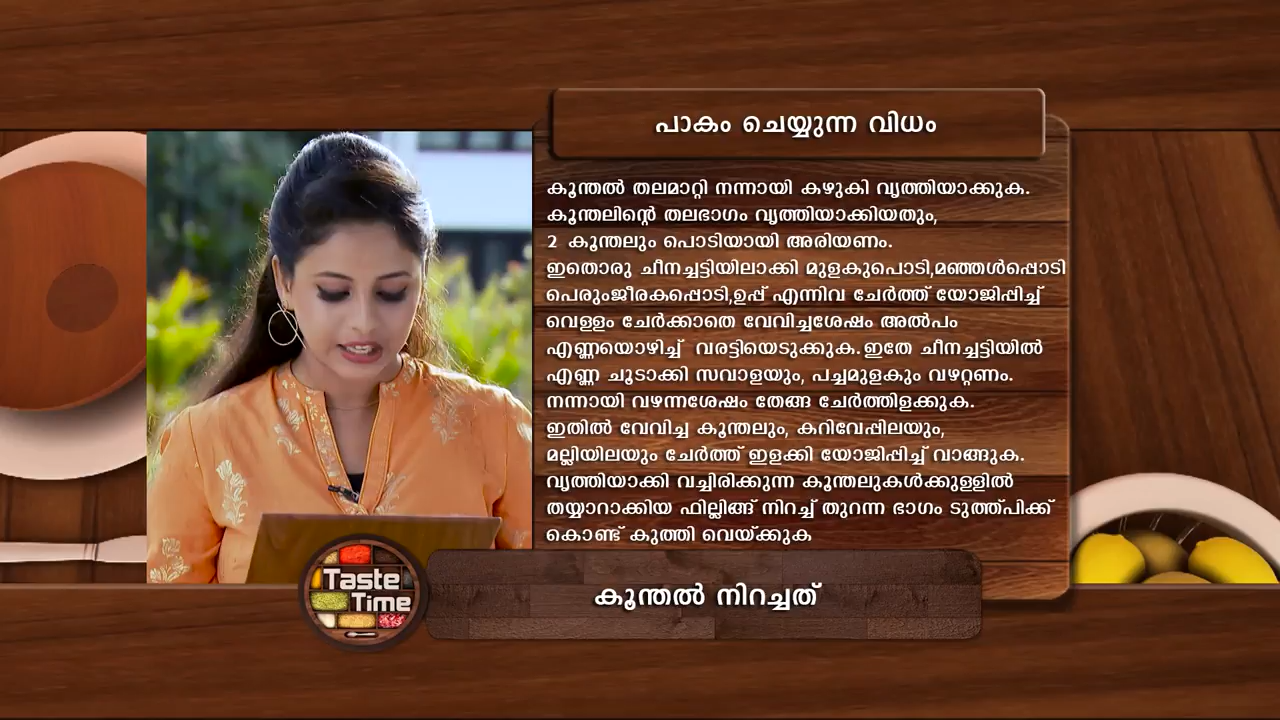 പാകം ചെയ്യുന്ന വിധം
കൂന്തൽ തലമാറ്റി നന്നായി കഴുകി വൃത്തിയാക്കുക.
കൂന്തലിന്റെ തലഭാഗം വൃത്തിയാക്കിയതും,
2 കൂന്തലും പൊടിയായി അരിയണം.
ഇതൊരു ചീനച്ചട്ടിയിലാക്കി മുളകുപൊടി,മഞ്ഞൾപ്പൊടി
പെരുംജീരകപ്പൊടി,ഉപ്പ് എന്നിവ ചേർത്ത് യോജിപ്പിച്ച്
വെള്ളം ചേർക്കാതെ വേവിച്ചശേഷം അൽപം
എണ്ണയൊഴിച്ച് വരട്ടിയെടുക്കുക.ഇതേ ചീനച്ചട്ടിയിൽ
എണ്ണ ചൂടാക്കി സവാളയും, പച്ചമുളകും വഴറ്റണം.
നന്നായി വഴന്നശേഷം തേങ്ങ ചേർത്തിളക്കുക.
ഇതിൽ വേവിച്ച കൂന്തലും, കറിവേപ്പിലയും,
മല്ലിയിലയും ചേർത്ത് ഇളക്കി യോജിപ്പിച്ച് വാങ്ങുക.
വൃത്തിയാക്കി വച്ചിരിക്കുന്ന കൂന്തലുകൾക്കുള്ളിൽ
തയ്യാറാക്കിയ ഫില്ലിങ്ങ് നിറച്ച് തുറന്ന ഭാഗം ടുത്ത്പിക്ക്
കൊണ്ട് കുത്തി വെയ്ക്കുക
Taste
Time
കൂന്തൽ നിറച്ചത്